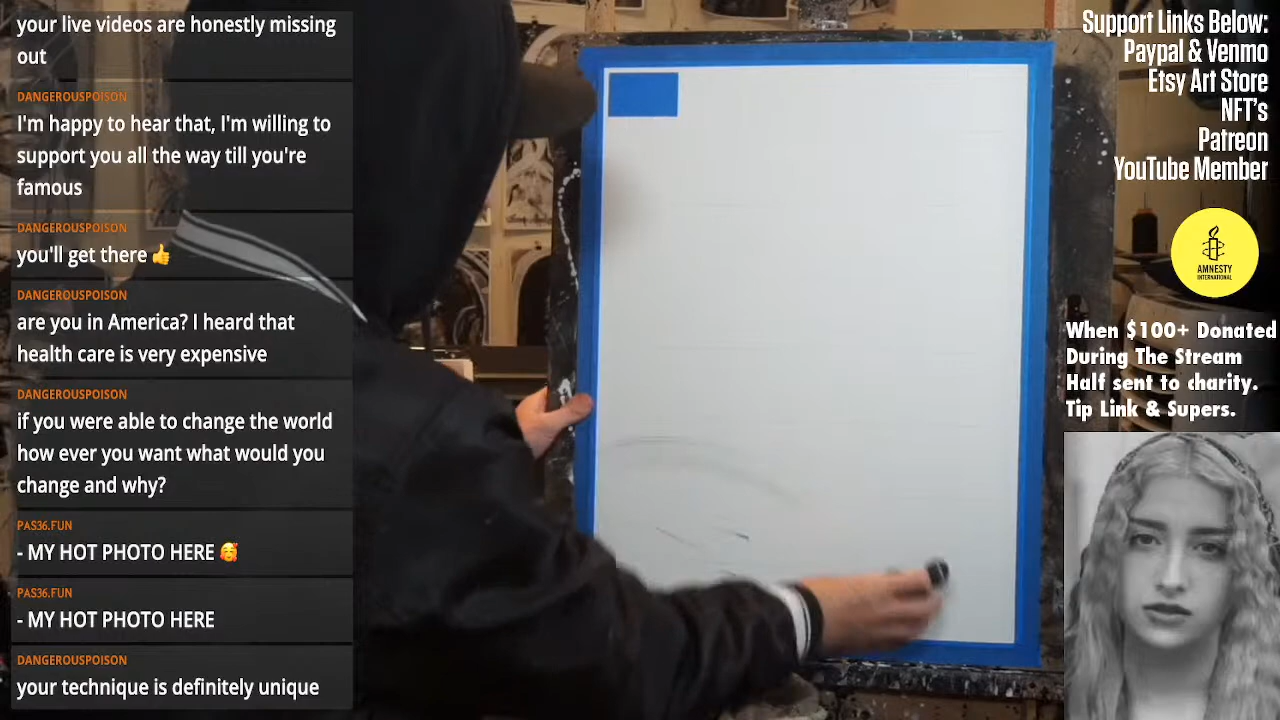 your live videos are honestly missing
out
DANGEROUSPOISON
I'm happy to hear that, I'm willing to
support you all the way till you're
famous
DANGEROUSPOISON
you'll get there 👍
DANGEROUSPOISON
are you in America? I heard that
health care is very expensive
DANGEROUSPOISON
if you were able to change the world
how ever you want what would you
change and why?
PAS36.FUN
- MY HOT PHOTO HERE 🥰
PAS36.FUN
- MY HOT PHOTO HERE
DANGEROUSPOISON
your technique is definitely unique
Support Links Below:
Paypal & Venmo
Etsy Art Store
NFT's
Patreon
YouTube Member
AMNESTY
INTERNATIONAL
When $100+ Donated
During The Stream
Half sent to charity.
Tip Link & Supers.